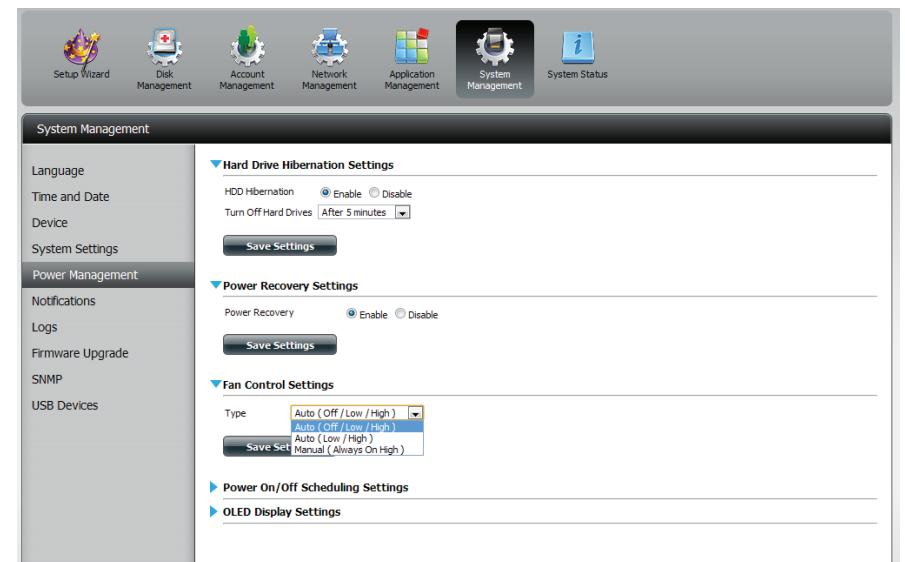 Setup Wizard
Disk
Management
Account
Management
Network
Management
Application
Management
System
Management
System Status
System Management
Language
Time and Date
Device
System Settings
Power Management
Notifications
Logs
Firmware Upgrade
SNMP
USB Devices
Hard Drive Hibernation Settings
HDD Hibernation Enable Disable
Turn Off Hard Drives After 5 minutes
Save Settings
Power Recovery Settings
Power Recovery Enable Disable
Save Settings
Fan Control Settings
Type Auto ( Off / Low / High )
Auto ( Off / Low / High )
Auto ( Low / High )
Manual ( Always On High )
Save Set
Power On/Off Scheduling Settings
OLED Display Settings